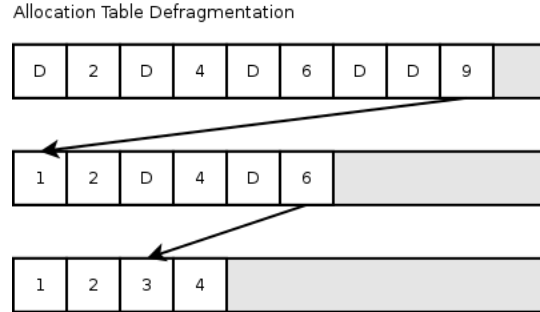 Allocation Table Defragmentation
D 2 D 4 D 6 D D 9
1 2 D 4 D 6
1 2 3 4